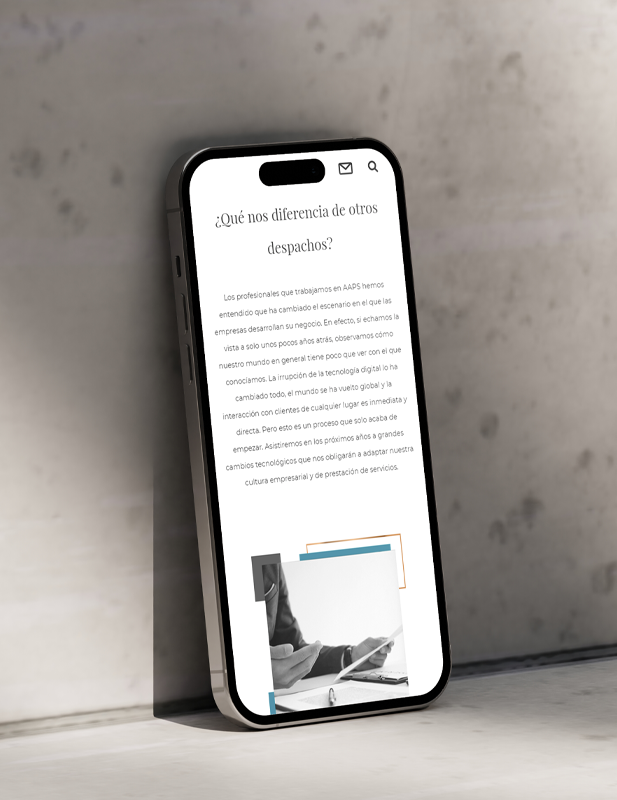 ¿Qué nos diferencia de otros
despachos?
Los profesionales que trabajamos en AAPS hemos
entendido que ha cambiado el escenario en el que las
empresas desarrollan su negocio. En efecto, si echamos la
vista a solo unos pocos años atrás, observamos cómo
nuestro mundo en general tiene poco que ver con el que
conocíamos. La irrupción de la tecnología digital lo ha
cambiado todo, el mundo se ha vuelto global y la
interacción con clientes de cualquier lugar es inmediata y
directa. Pero esto es un proceso que solo acaba de
empezar. Asistiremos en los próximos años a grandes
cambios tecnológicos que nos obligarán a adaptar nuestra
cultura empresarial y de prestación de servicios.